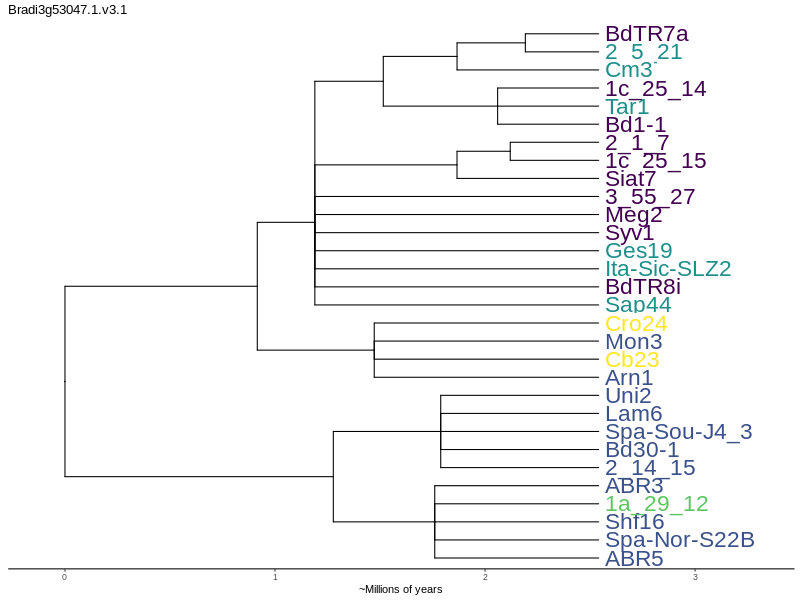 Bradi3g53047.1.v3.1
BdTR7a
2_5_21
Cm3
1c_25_14
Tar1
Bd1-1
2_1_7
1c_25_15
Siat7
3_55_27
Meg2
Syv1
Ges19
Ita-Sic-SLZ2
BdTR8i
Sap44
Cro24
Mon3
Cb23
Arn1
Uni2
Lam6
Spa-Sou-J4_3
Bd30-1
2_14_15
ABR3
1a_29_12
Shf16
Spa-Nor-S22B
ABR5
0 1 2 3
~Millions of years